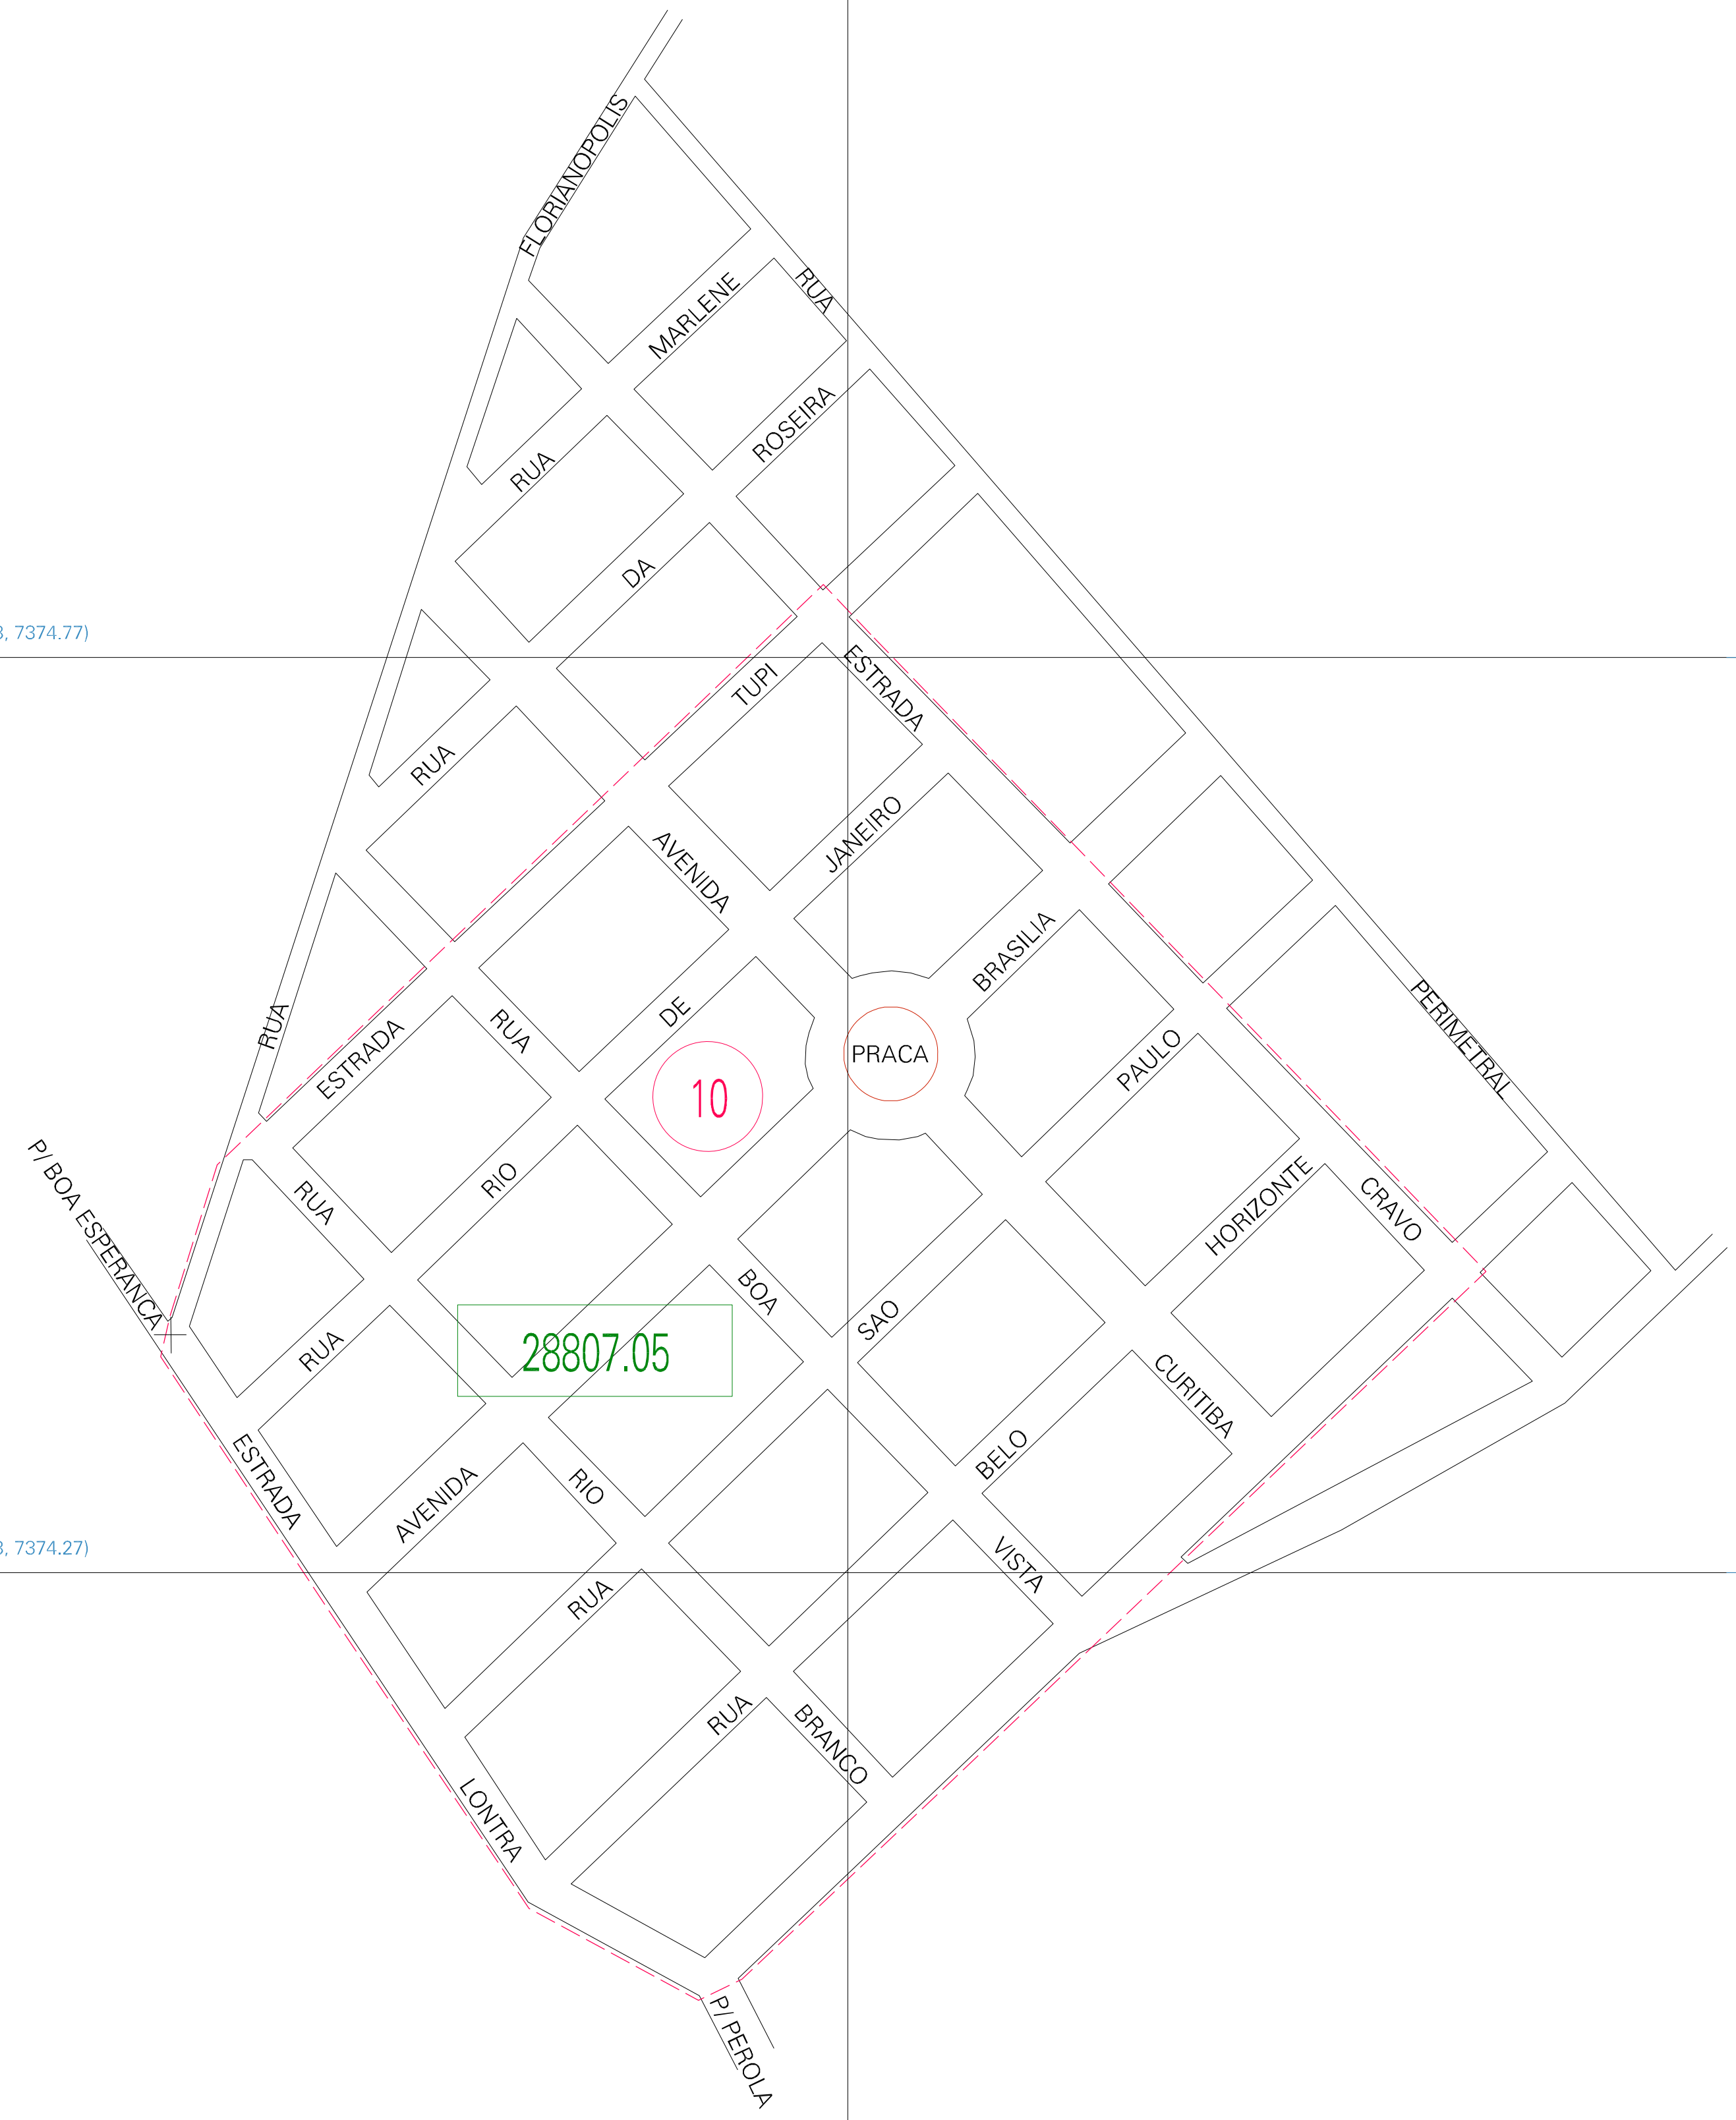 FLORIANOPOLIS
RUA
MARLENE
ROSEIRA
RUA
DA
, 7374.77)
ESTRADA
TUPI
RUA
JANEIRO
AVENIDA
BRASILIA
PERIMETRAL
RUA
DE
RUA
ESTRADA
PRACA
PAULO
10
P/ BOA ESPERANCA
RIO
RUA
HORIZONTE
CRAVO
BOA
SAO
RUA
28807.05
CURITIBA
BELO
ESTRADA
RIO
AVENIDA
, 7374.27)
VISTA
RUA
RUA
BRANCO
LONTRA
P/ PEROLA